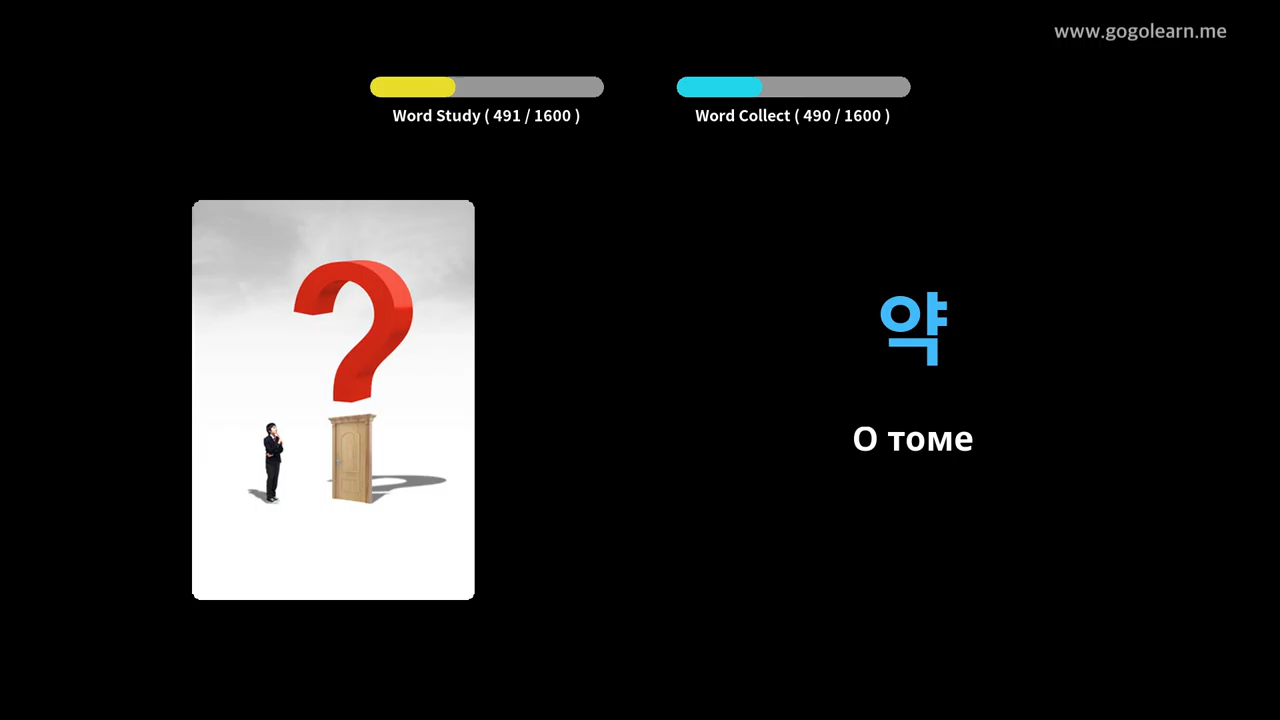 www.gogolearn.me
Word Study ( 491 / 1600 )
Word Collect ( 490 / 1600 )
약
О томе